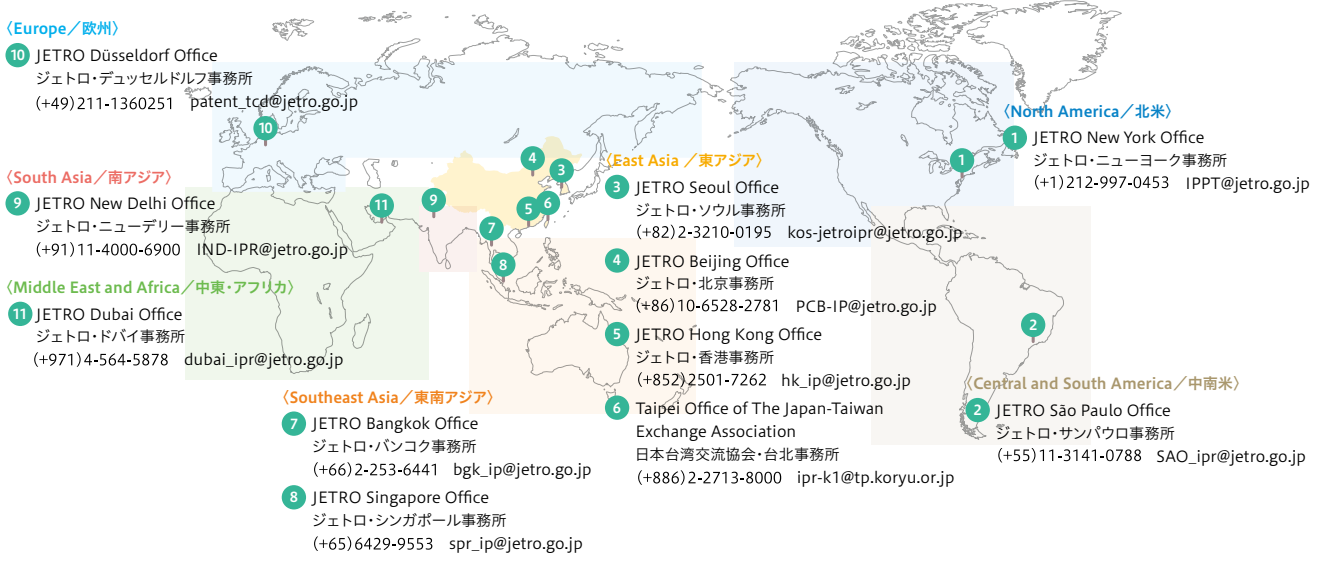 〈Europe／欧州〉
10 JETRO Düsseldorf Office
ジェトロ・デュッセルドルフ事務所
(+49)211-1360251 patent_tcd@jetro.go.jp
〈South Asia／南アジア〉
9 JETRO New Delhi Office
ジェトロ・ニューデリー事務所
(+91)11-4000-6900 IND-IPR@jetro.go.jp
〈Middle East and Africa／中東・アフリカ〉
11 JETRO Dubai Office
ジェトロ・ドバイ事務所
(+971)4-564-5878 dubai_ipr@jetro.go.jp
〈Southeast Asia／東南アジア〉
7 JETRO Bangkok Office
ジェトロ・バンコク事務所
(+66)2-253-6441 bgk_ip@jetro.go.jp
8 JETRO Singapore Office
ジェトロ・シンガポール事務所
(+65)6429-9553 spr_ip@jetro.go.jp
〈East Asia／東アジア〉
3 JETRO Seoul Office
ジェトロ・ソウル事務所
(+82)2-3210-0195 kos-jetroipr@jetro.go.jp
4 JETRO Beijing Office
ジェトロ・北京事務所
(+86)10-6528-2781 PCB-IP@jetro.go.jp
5 JETRO Hong Kong Office
ジェトロ・香港事務所
(+852)2501-7262 hk_ip@jetro.go.jp
6 Taipei Office of The Japan-Taiwan
Exchange Association
日本台湾交流協会・台北事務所
(+886)2-2713-8000 ipr-k1@tp.koryu.or.jp
〈North America／北米〉
1 JETRO New York Office
ジェトロ・ニューヨーク事務所
(+1)212-997-0453 IPPT@jetro.go.jp
〈Central and South America／中南米〉
2 JETRO São Paulo Office
ジェトロ・サンパウロ事務所
(+55)11-3141-0788 SAO_ipr@jetro.go.jp
10
4
3
1
9
11
5
6
7
8
2